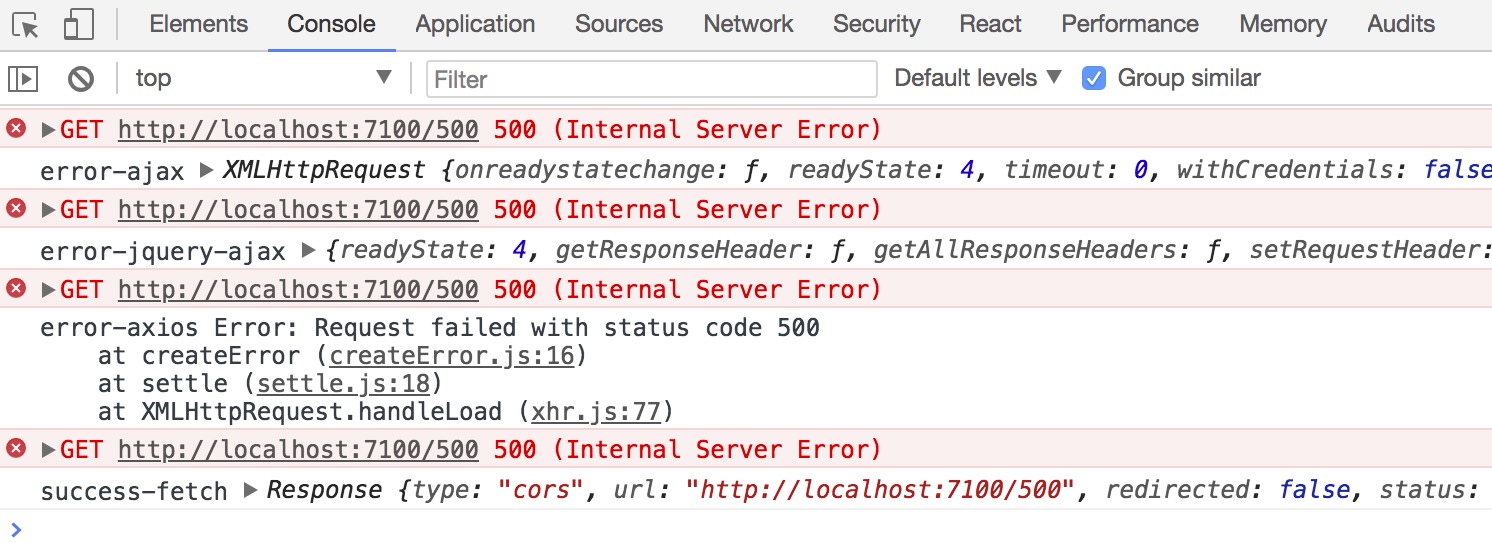 Elements Console Application Sources Network Security React Performance Memory Audits
top Filter Default levels Group similar
GET http://localhost:7100/500 500 (Internal Server Error)
error-ajax XMLHttpRequest {onreadystatechange: ƒ, readyState: 4, timeout: 0, withCredentials: false
GET http://localhost:7100/500 500 (Internal Server Error)
error-jquery-ajax {readyState: 4, getResponseHeader: ƒ, getAllResponseHeaders: ƒ, setRequestHeader:
GET http://localhost:7100/500 500 (Internal Server Error)
error-axios Error: Request failed with status code 500
at createError (createError.js:16)
at settle (settle.js:18)
at XMLHttpRequest.handleLoad (xhr.js:77)
GET http://localhost:7100/500 500 (Internal Server Error)
success-fetch Response {type: "cors", url: "http://localhost:7100/500", redirected: false, status: